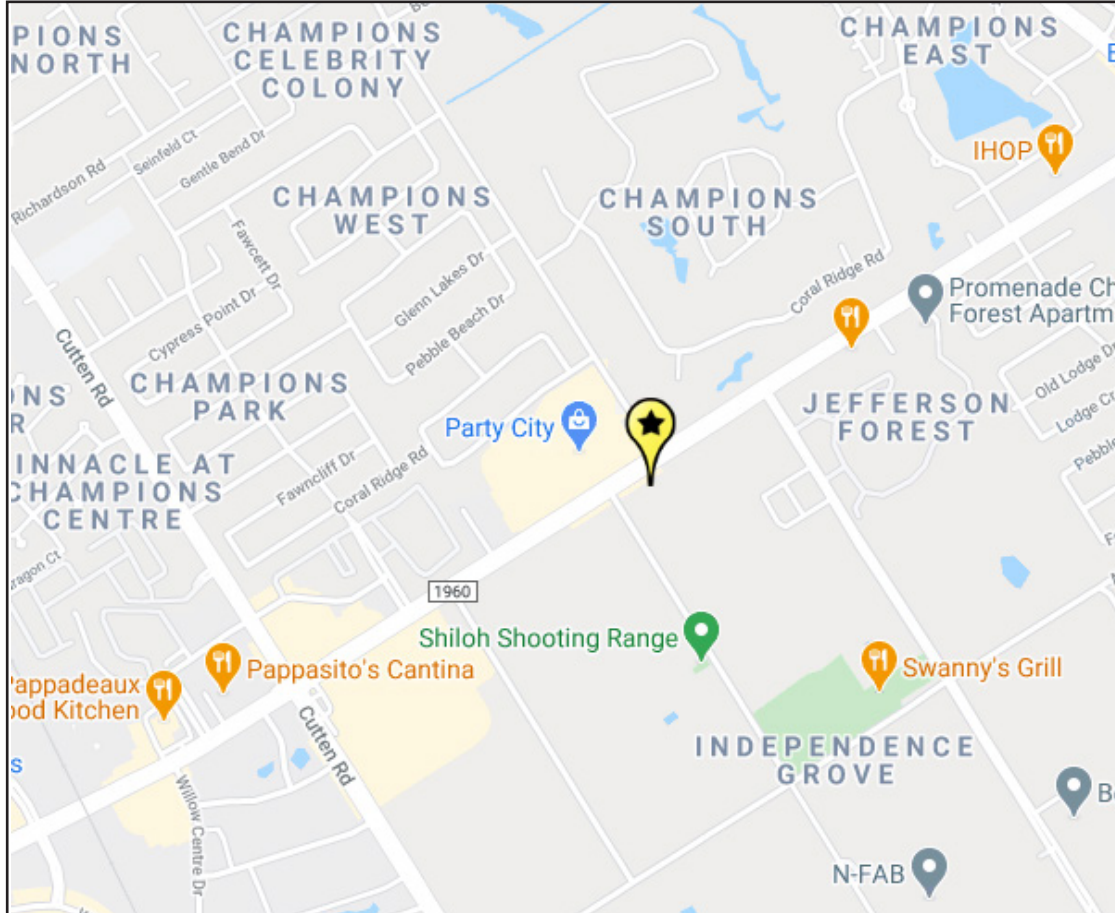 PIONS
NORTH
CHAMPIONS
CELEBRITY
COLONY
CHAMPIONS
EAST
IHOP
Richardson Rd
Seinfeld Ct
Gentle Bend Dr
CHAMPIONS
WEST
CHAMPIONS
SOUTH
Fawcett Dr
Glenn Lakes Dr
Coral Ridge Rd
Cypress Point Dr
Pebble Beach Dr
Promenade Ch
Forest Apartm
Cutten Rd
Old Lodge Dr
CHAMPIONS
PARK
JEFFERSON
FOREST
Lodge Cr
Party City
Pebble
INNACLE AT
CHAMPIONS
CENTRE
Fawncliff Dr
Coral Ridge Rd
ragon Ct
1960
Shiloh Shooting Range
Pappasito's Cantina
Swanny's Grill
Pappadeaux
ood Kitchen
Cutten Rd
INDEPENDENCE
GROVE
Willow Centre Dr
N-FAB